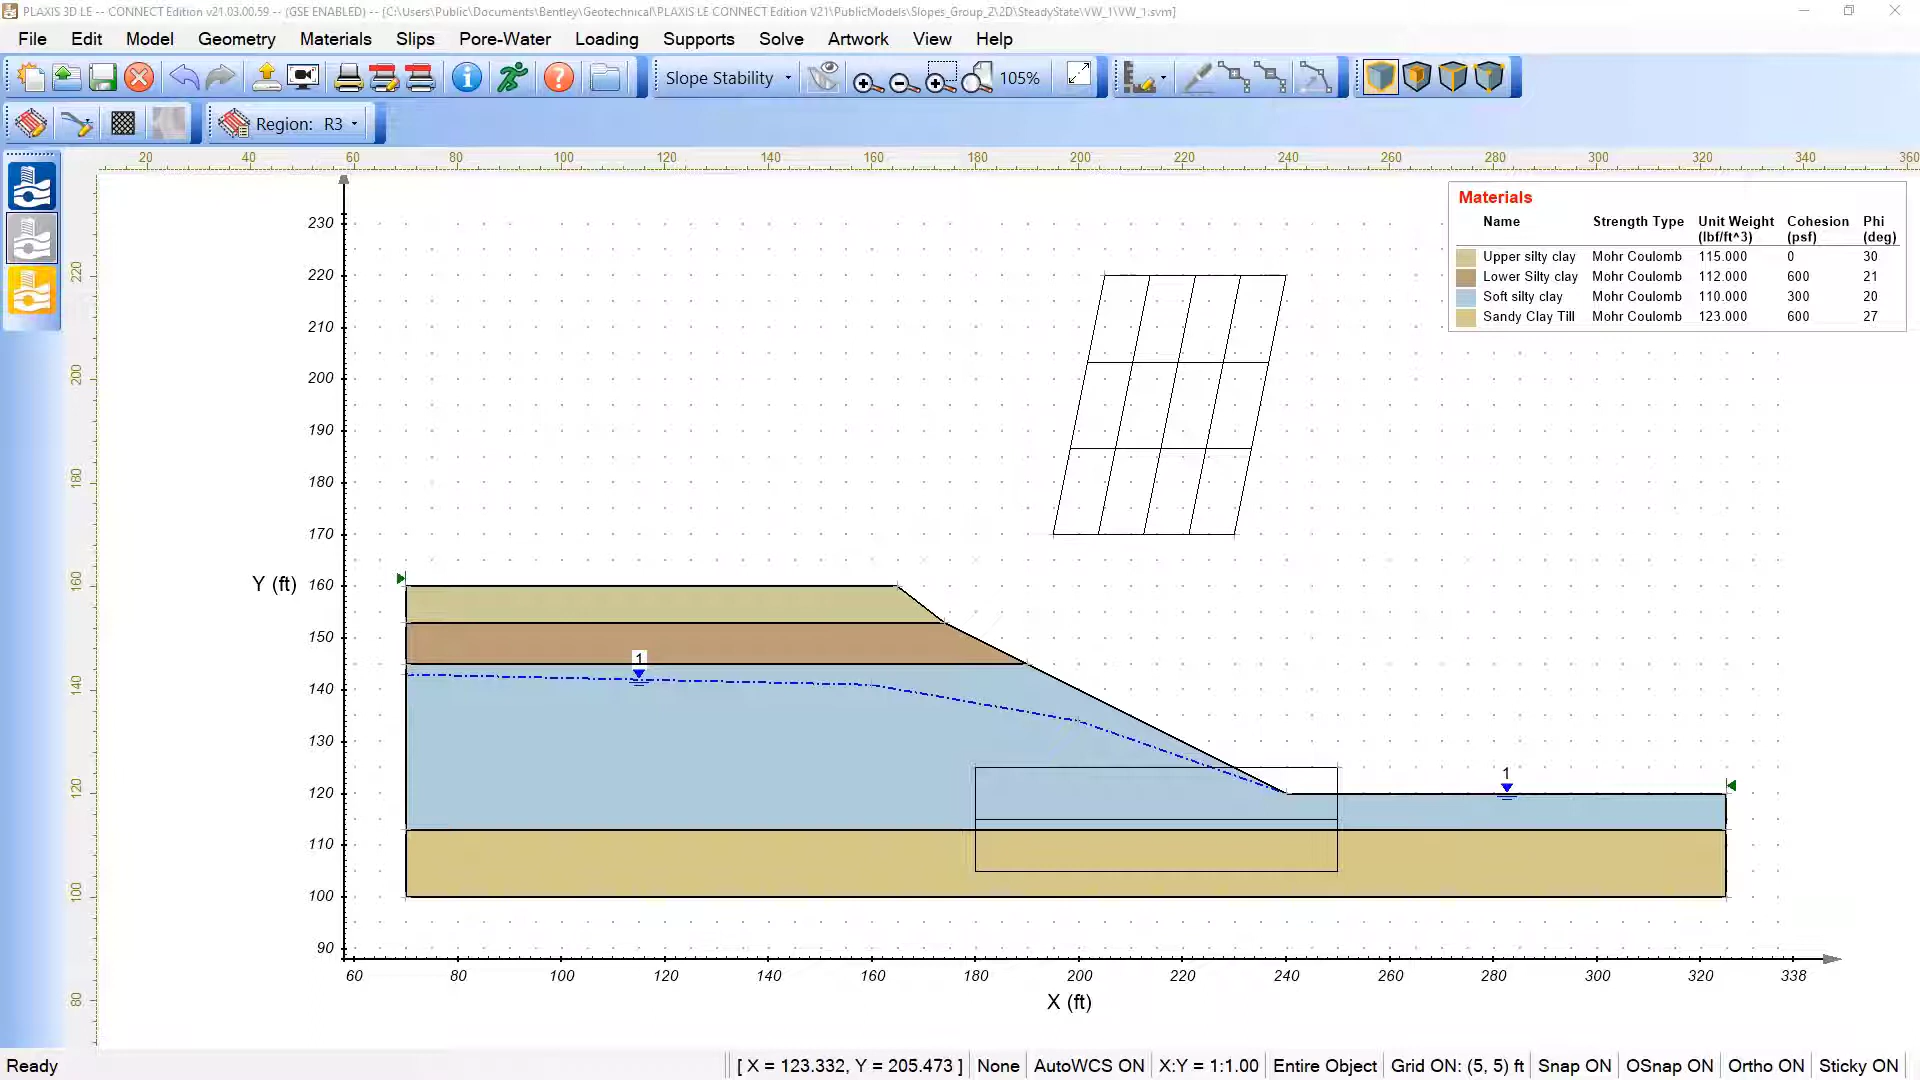 PLAXIS 3D LE -- CONNECT Edition v21.03.00.59 -- (GSE ENABLED) -- [C:\Users\Public\Documents\Bentley\Geotechnical\PLAXIS LE CONNECT Edition V21\PublicModels\Slopes_Group_2\2D\SteadyState\VW_1\VW_1.svm]
File Edit Model Geometry Materials Slips Pore-Water Loading Supports Solve Artwork View Help
Slope Stability 105%
Region: R3
20 40 60 80 100 120 140 160 180 200 220 240 260 280 300 320 340 360
Materials
Name Strength Type Unit Weight Cohesion Phi
(lbf/ft^3) (psf) (deg)
Upper silty clay Mohr Coulomb 115.000 0 30
Lower Silty clay Mohr Coulomb 112.000 600 21
Soft silty clay Mohr Coulomb 110.000 300 20
Sandy Clay Till Mohr Coulomb 123.000 600 27
220
200
180
160
140
120
100
80
230
220
210
200
190
180
170
Y (ft) 160
150
1
140
130
1
120
110
100
90
60 80 100 120 140 160 180 200 220 240 260 280 300 320 338
X (ft)
Ready [ X = 123.332, Y = 205.473 ] None AutoWCS ON X:Y = 1:1.00 Entire Object Grid ON: (5, 5) ft Snap ON OSnap ON Ortho ON Sticky ON